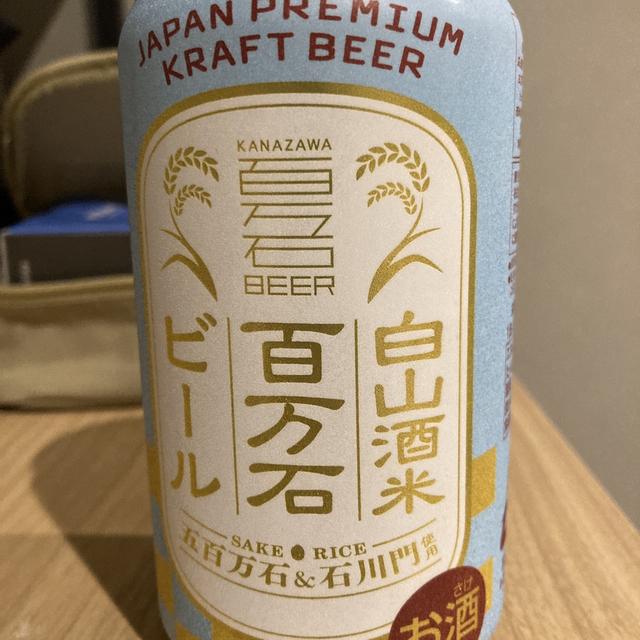 JAPAN PREMIUM
KRAFT BEER
KANAZAWA
百万石
BEER
白山酒米
百万石
ビール
SAKE RICE
五百万石&石川門使用
さけ
お酒